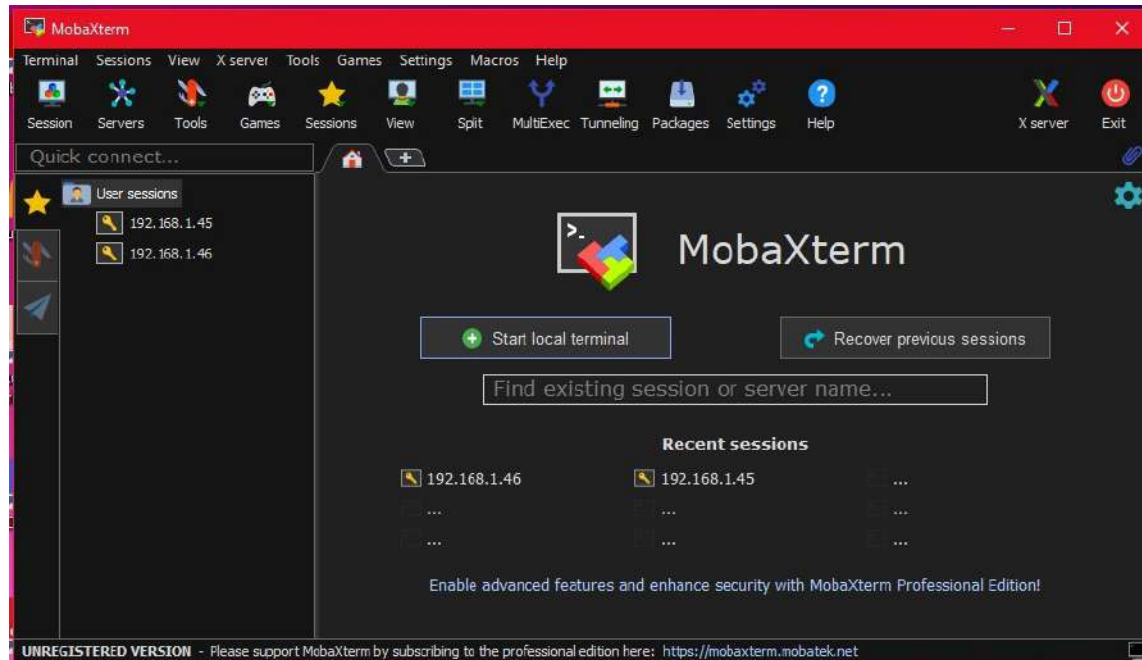 MobaXterm
Terminal Sessions View X server Tools Games Settings Macros Help
Session Servers Tools Games Sessions View Split MultiExec Tunneling Packages Settings Help X server Exit
Quick connect...
User sessions
192.168.1.45
192.168.1.46
>_
MobaXterm
Start local terminal
Recover previous sessions
Find existing session or server name...
Recent sessions
192.168.1.46 192.168.1.45 ...
... ... ...
... ... ...
Enable advanced features and enhance security with MobaXterm Professional Edition!
UNREGISTERED VERSION - Please support MobaXterm by subscribing to the professional edition here: https://mobaxterm.mobatek.net